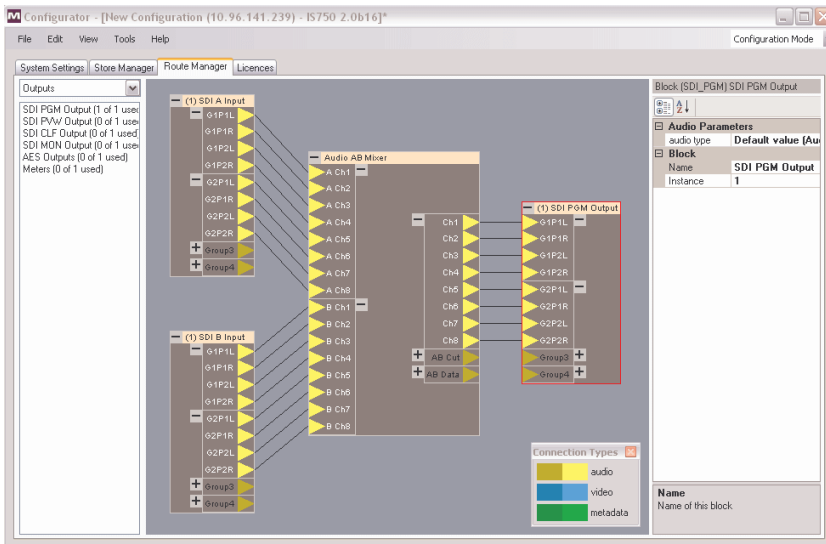 Configurator - [New Configuration (10.96.141.239) - IS750 2.0b16]*
File Edit View Tools Help
Configuration Mode
System Settings Store Manager Route Manager Licences
Outputs
SDI PGM Output (1 of 1 used
SDI PVW Output (0 of 1 used
SDI CLF Output (0 of 1 used
SDI MON Output (0 of 1 used
AES Outputs (0 of 1 used)
Meters (0 of 1 used)
(1) SDI A Input
G1P1L
G1P1R
G1P2L
G1P2R
G2P1L
G2P1R
G2P2L
G2P2R
Group3
Group4
(1) SDI B Input
G1P1L
G1P1R
G1P2L
G1P2R
G2P1L
G2P1R
G2P2L
G2P2R
Group3
Group4
Audio AB Mixer
A Ch1
A Ch2
A Ch3
A Ch4
A Ch5
A Ch6
A Ch7
A Ch8
B Ch1
B Ch2
B Ch3
B Ch4
B Ch5
B Ch6
B Ch7
B Ch8
Ch1
Ch2
Ch3
Ch4
Ch5
Ch6
Ch7
Ch8
AB Cut
AB Data
(1) SDI PGM Output
G1P1L
G1P1R
G1P2L
G1P2R
G2P1L
G2P1R
G2P2L
G2P2R
Group3
Group4
Connection Types
audio
video
metadata
Block (SDI_PGM) SDI PGM Output
Audio Parameters
audio type Default value (Au
Block
Name SDI PGM Output
Instance 1
Name
Name of this block